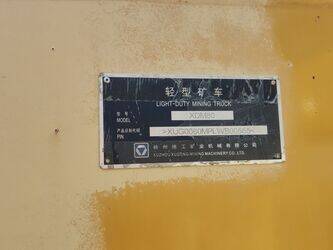 轻型矿车
LIGHT-DUTY MINING TRUCK
型号
MODEL
XDM80
产品识别代码
PIN
徐州徐工矿业机械有限公司
XUZHOU XUGONG MINING MACHINERY CO., LTD.